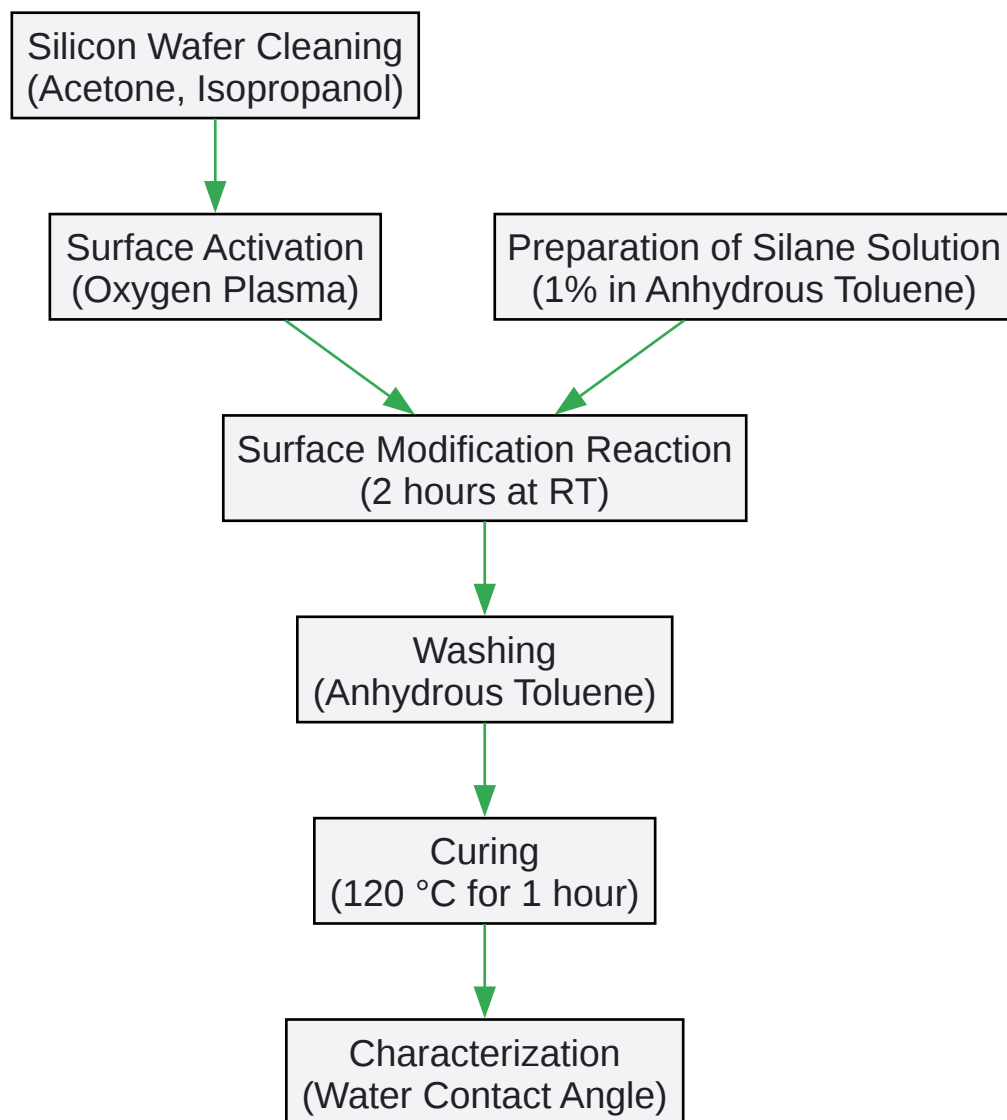 Silicon Wafer Cleaning
(Acetone, Isopropanol)
Surface Activation
(Oxygen Plasma)
Preparation of Silane Solution
(1% in Anhydrous Toluene)
Surface Modification Reaction
(2 hours at RT)
Washing
(Anhydrous Toluene)
Curing
(120 °C for 1 hour)
Characterization
(Water Contact Angle)